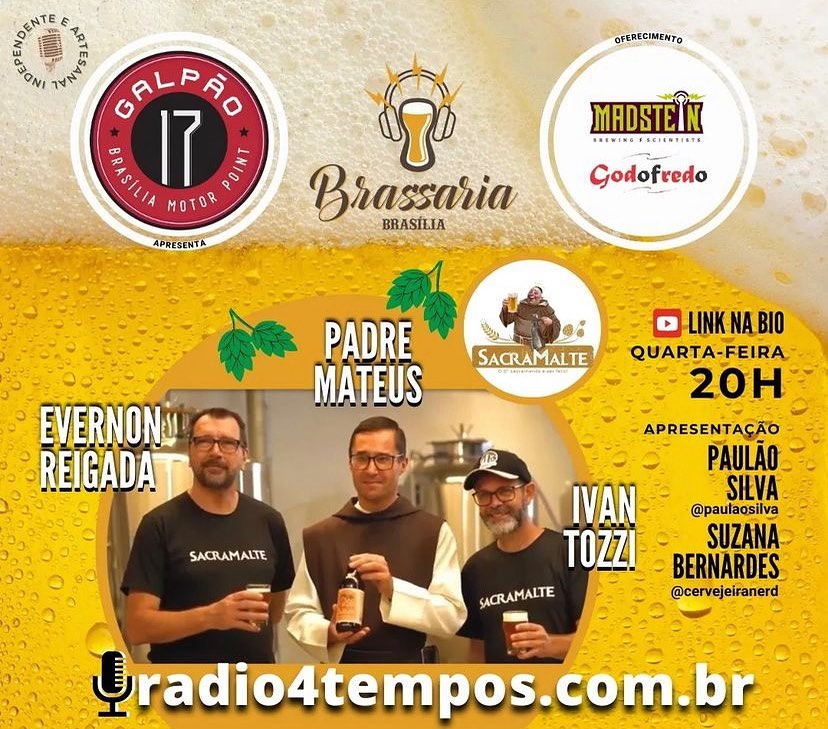 INDEPENDENTE E ARTESANAL
GALPÃO
17
BRASÍLIA MOTOR POINT
APRESENTA
Brassaria
BRASÍLIA
OFERECIMENTO
MADSTEIN
BREWING & SCIENTISTS
Godofredo
SACRAMALTE
LINK NA BIO
QUARTA-FEIRA
20H
APRESENTAÇÃO
PAULÃO
SILVA
@paulaosilva
SUZANA
BERNARDES
@cervejeiranerd
PADRE
MATEUS
EVERNON
REIGADA
IVAN
TOZZI
SACRAMALTE
SACRAMALTE
radio4tempos.com.br